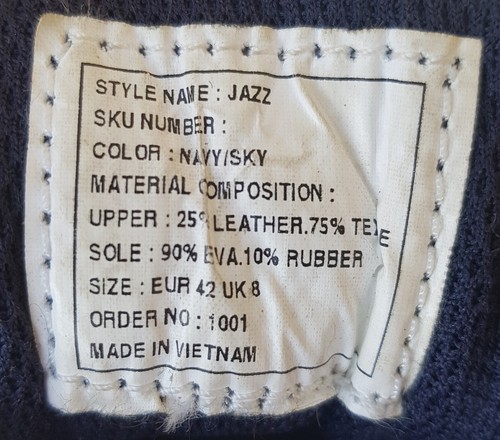 STYLE NAME : JAZZ
SKU NUMBER :
COLOR : NAVY/SKY
MATERIAL COMPOSITION :
UPPER : 25% LEATHER.75%
SOLE : 90% EVA.10% RUBBER
SIZE : EUR 42 UK 8
ORDER NO : 1001
MADE IN VIETNAM